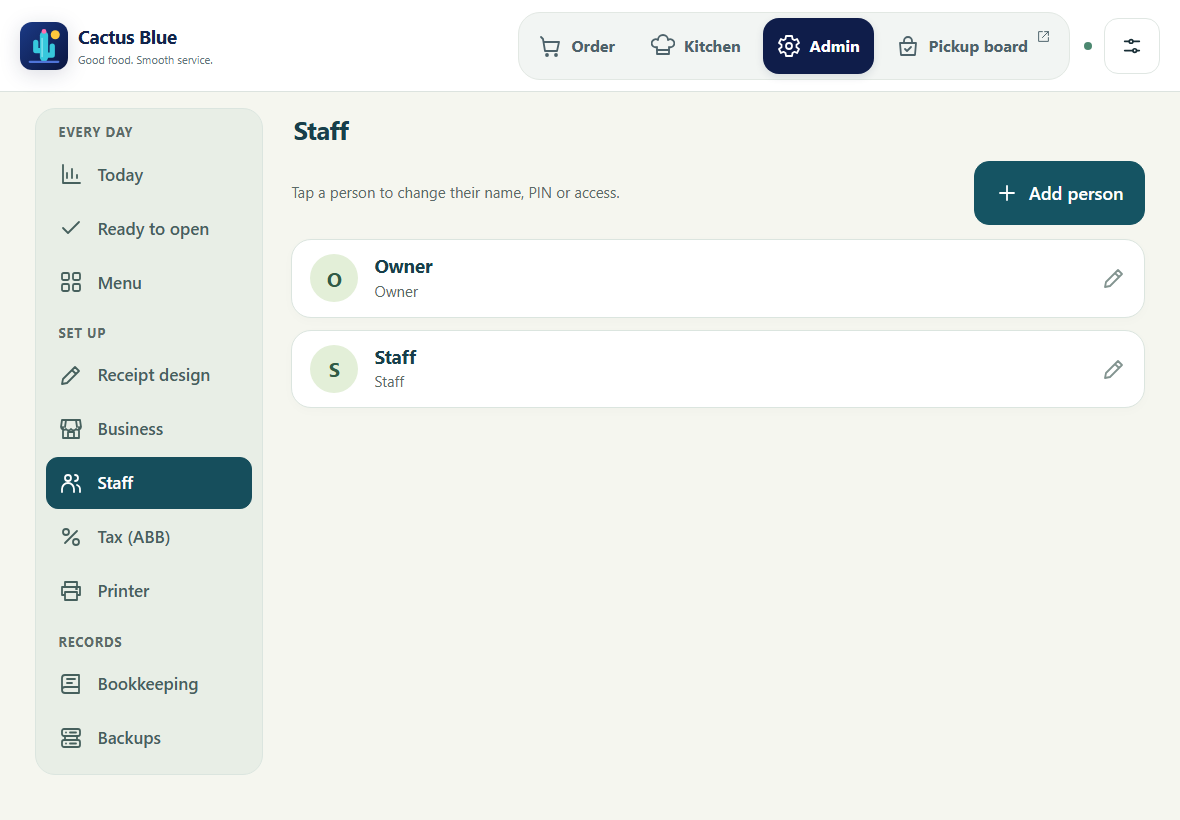 Cactus Blue
Good food. Smooth service.
Order
Kitchen
Admin
Pickup board
EVERY DAY
Today
Ready to open
Menu
SET UP
Receipt design
Business
Staff
Tax (ABB)
Printer
RECORDS
Bookkeeping
Backups
Staff
Tap a person to change their name, PIN or access.
Add person
O
Owner
Owner
S
Staff
Staff